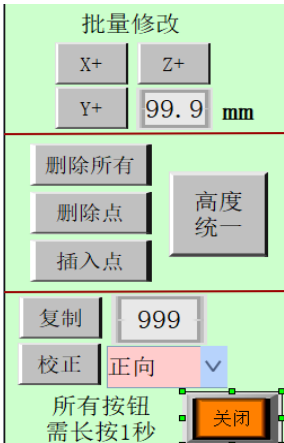 批量修改
X+ Z+
Y+ 99.9 mm
删除所有
删除点
插入点
高度
统一
复制 999
校正 正向
所有按钮
需长按1秒
关闭